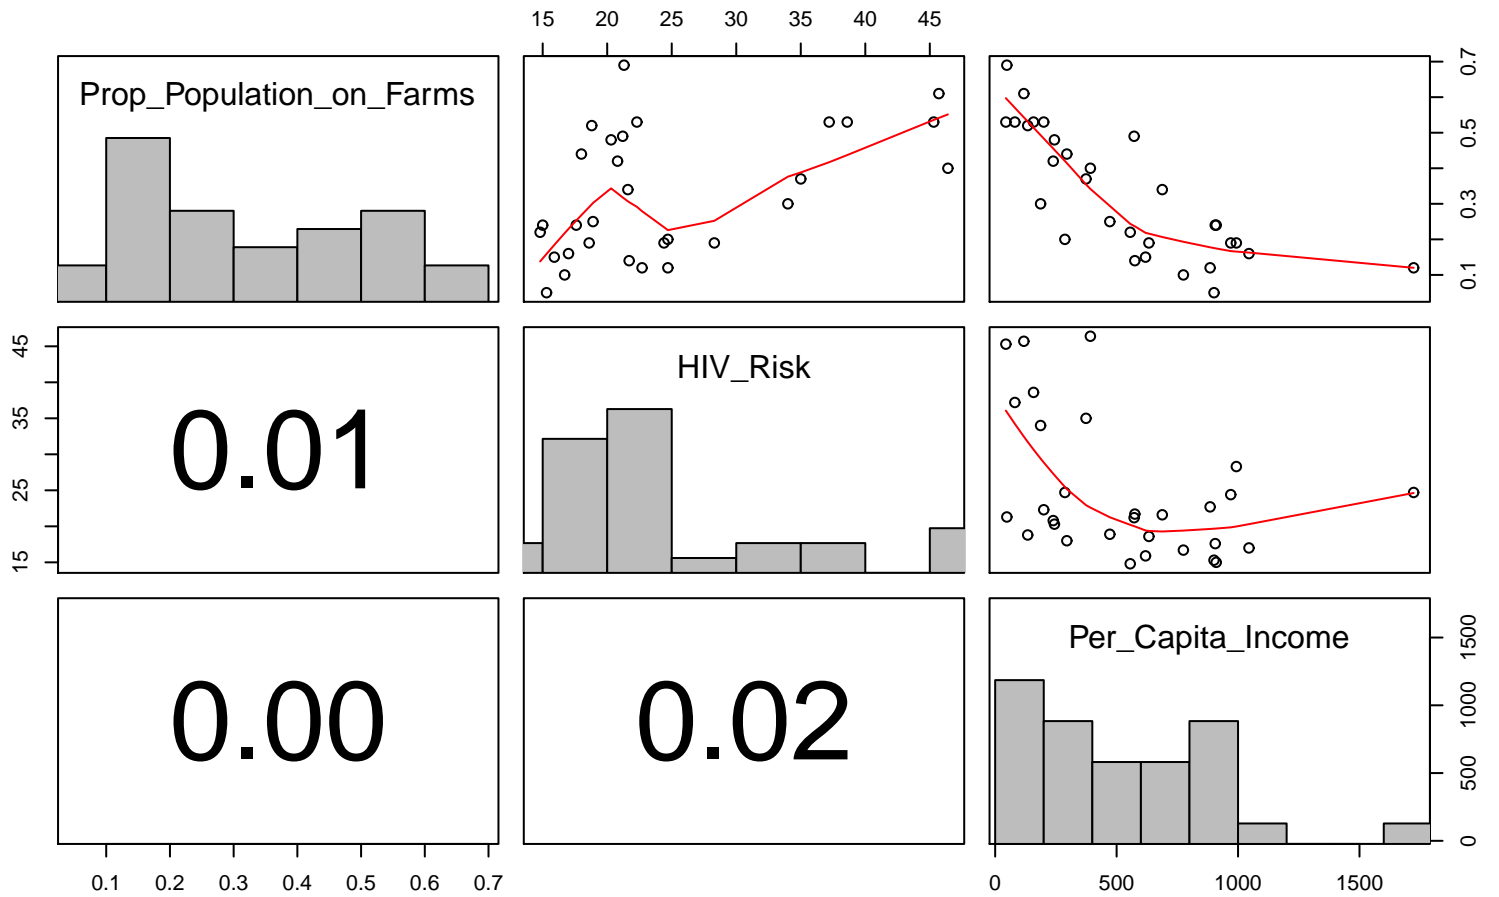 15 20 25 30 35 40 45
Prop_Population_on_Farms
0.1 0.3 0.5 0.7
15 25 35 45
0.01
HIV_Risk
0.00
0.02
Per_Capita_Income
0 500 1000 1500
0.1 0.2 0.3 0.4 0.5 0.6 0.7
0 500 1000 1500